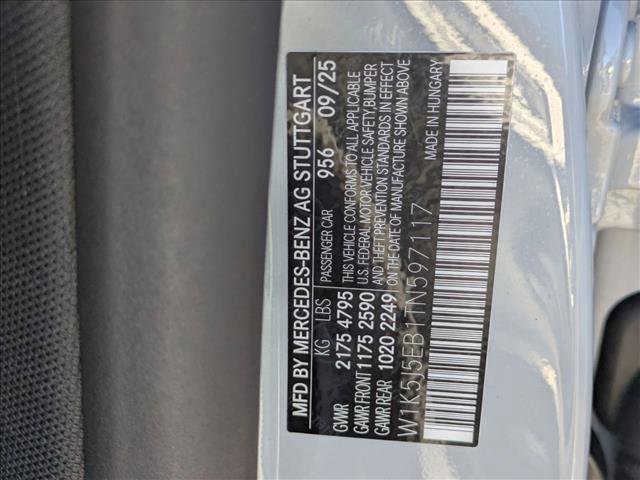 MFD BY MERCEDES-BENZ AG STUTTGART
PASSENGER CAR 956 09/25
KG LBS
GWR 2175 4795
GAWR FRONT 1175 2590
GAWR REAR 1020 2249
THIS VEHICLE CONFORMS TO ALL APPLICABLE
U.S. FEDERAL MOTOR VEHICLE SAFETY, BUMPER
AND THEFT PREVENTION STANDARDS IN EFFECT
ON THE DATE OF MANUFACTURE SHOWN ABOVE
W1K5J5EB1TN597117
MADE IN HUNGARY